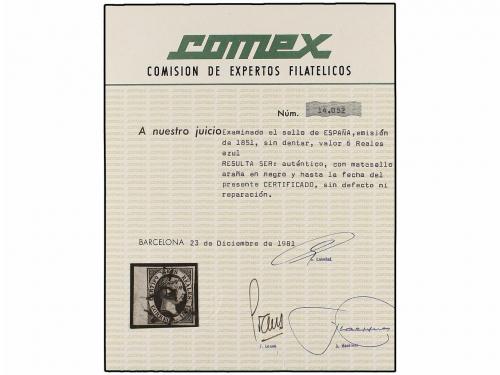 comex
COMISION DE EXPERTOS FILATELICOS
Núm. 14.052
A nuestro juicio Examinado el sello de ESPAÑA, emisión
de 1851, sin dentar, valor 6 Reales
azul
RESULTA SER: auténtico, con matasello
araña en negro y hasta la fecha del
presente CERTIFICADO, sin defecto ni
reparación.
BARCELONA 23 de Diciembre de 1981